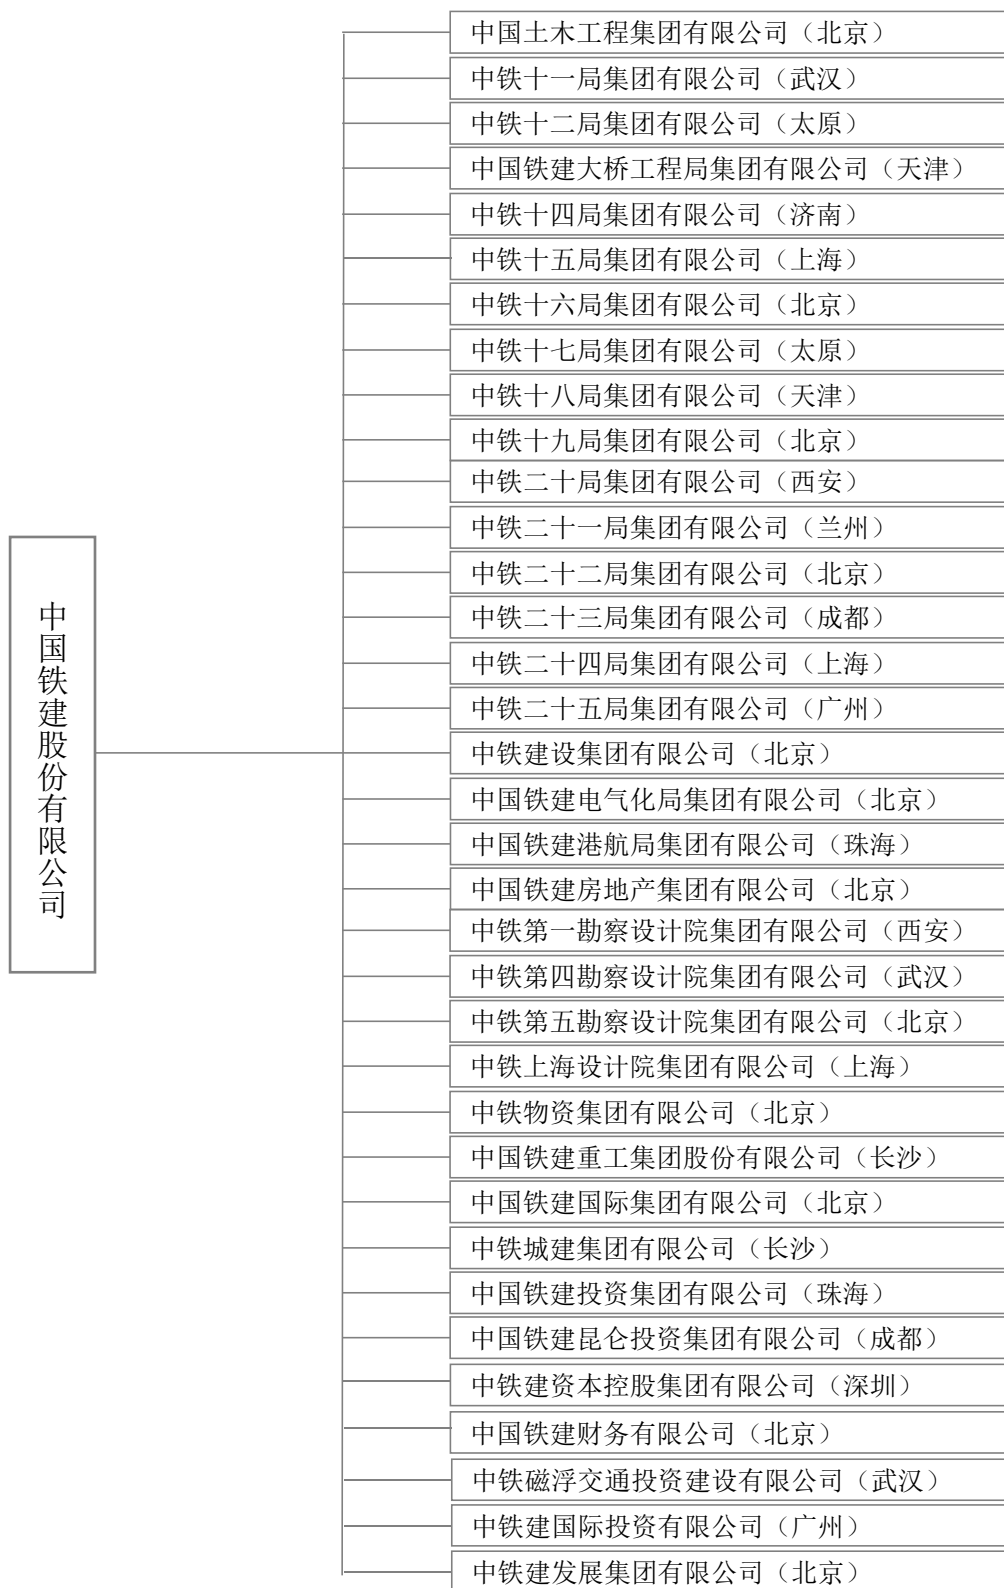 中国铁建股份有限公司
中国土木工程集团有限公司（北京）
中铁十一局集团有限公司（武汉）
中铁十二局集团有限公司（太原）
中国铁建大桥工程局集团有限公司（天津）
中铁十四局集团有限公司（济南）
中铁十五局集团有限公司（上海）
中铁十六局集团有限公司（北京）
中铁十七局集团有限公司（太原）
中铁十八局集团有限公司（天津）
中铁十九局集团有限公司（北京）
中铁二十局集团有限公司（西安）
中铁二十一局集团有限公司（兰州）
中铁二十二局集团有限公司（北京）
中铁二十三局集团有限公司（成都）
中铁二十四局集团有限公司（上海）
中铁二十五局集团有限公司（广州）
中铁建设集团有限公司（北京）
中国铁建电气化局集团有限公司（北京）
中国铁建港航局集团有限公司（珠海）
中国铁建房地产集团有限公司（北京）
中铁第一勘察设计院集团有限公司（西安）
中铁第四勘察设计院集团有限公司（武汉）
中铁第五勘察设计院集团有限公司（北京）
中铁上海设计院集团有限公司（上海）
中铁物资集团有限公司（北京）
中国铁建重工集团股份有限公司（长沙）
中国铁建国际集团有限公司（北京）
中铁城建集团有限公司（长沙）
中国铁建投资集团有限公司（珠海）
中国铁建昆仑投资集团有限公司（成都）
中铁建资本控股集团有限公司（深圳）
中国铁建财务有限公司（北京）
中铁磁浮交通投资建设有限公司（武汉）
中铁建国际投资有限公司（广州）
中铁建发展集团有限公司（北京）